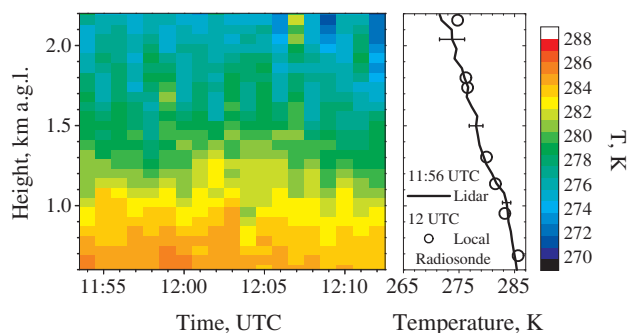 Height, km a.g.l.
2.0
1.5
1.0
11:55
12:00
12:05
12:10
Time, UTC
11:56 UTC
Lidar
12 UTC
Local
Radiosonde
265
275
285
Temperature, K
288
286
284
282
280
278
276
274
272
270
T, K